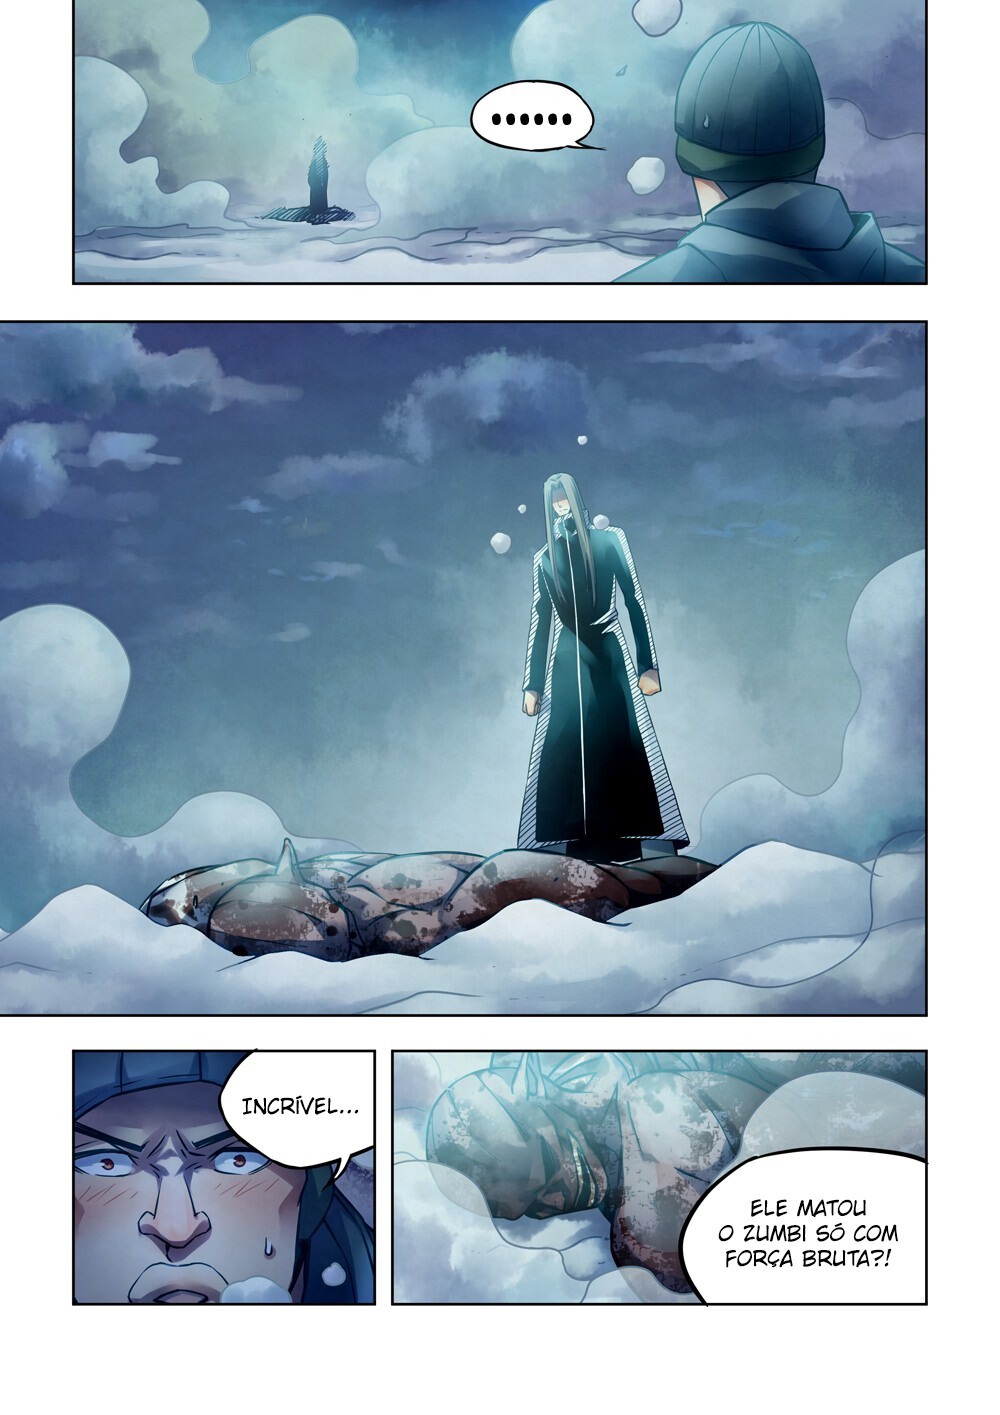 ......
INCRÍVEL...
ELE MATOU
O ZUMBI SÓ COM
FORÇA BRUTA?!